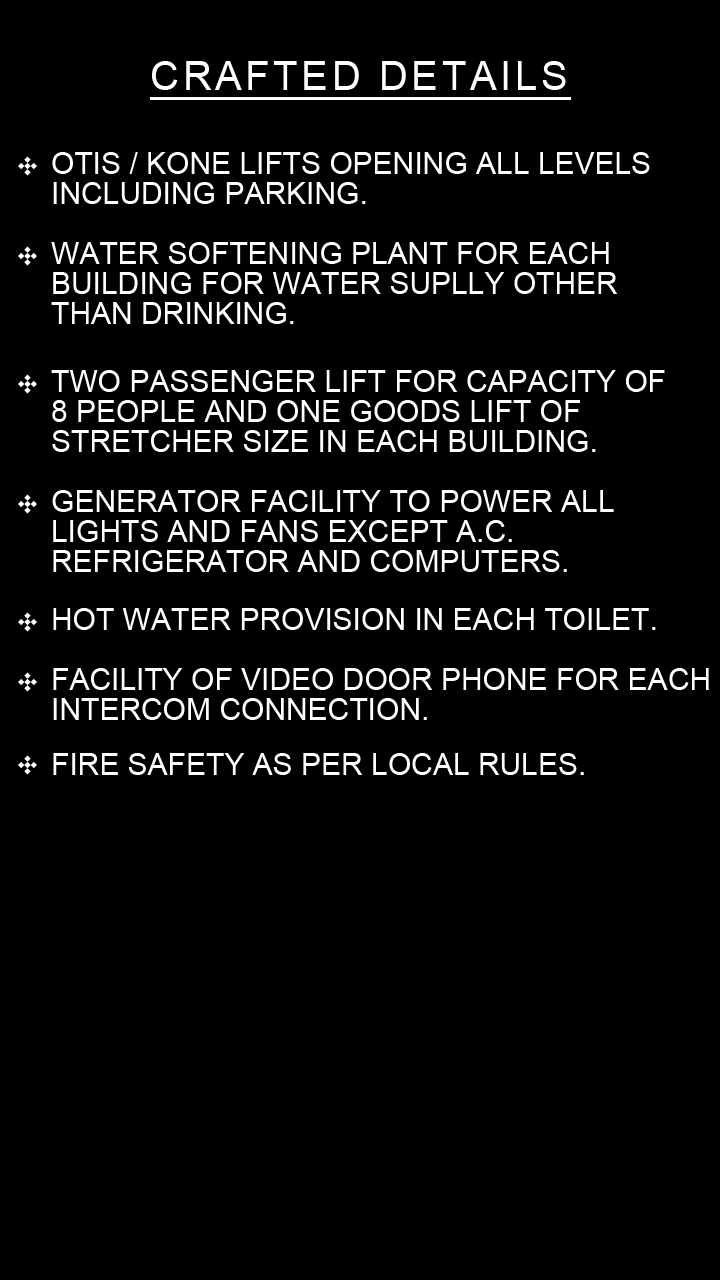 CRAFTED DETAILS
❖ OTIS / KONE LIFTS OPENING ALL LEVELS
INCLUDING PARKING.
❖ WATER SOFTENING PLANT FOR EACH
BUILDING FOR WATER SUPLLY OTHER
THAN DRINKING.
❖ TWO PASSENGER LIFT FOR CAPACITY OF
8 PEOPLE AND ONE GOODS LIFT OF
STRETCHER SIZE IN EACH BUILDING.
❖ GENERATOR FACILITY TO POWER ALL
LIGHTS AND FANS EXCEPT A.C.
REFRIGERATOR AND COMPUTERS.
❖ HOT WATER PROVISION IN EACH TOILET.
❖ FACILITY OF VIDEO DOOR PHONE FOR EACH
INTERCOM CONNECTION.
❖ FIRE SAFETY AS PER LOCAL RULES.